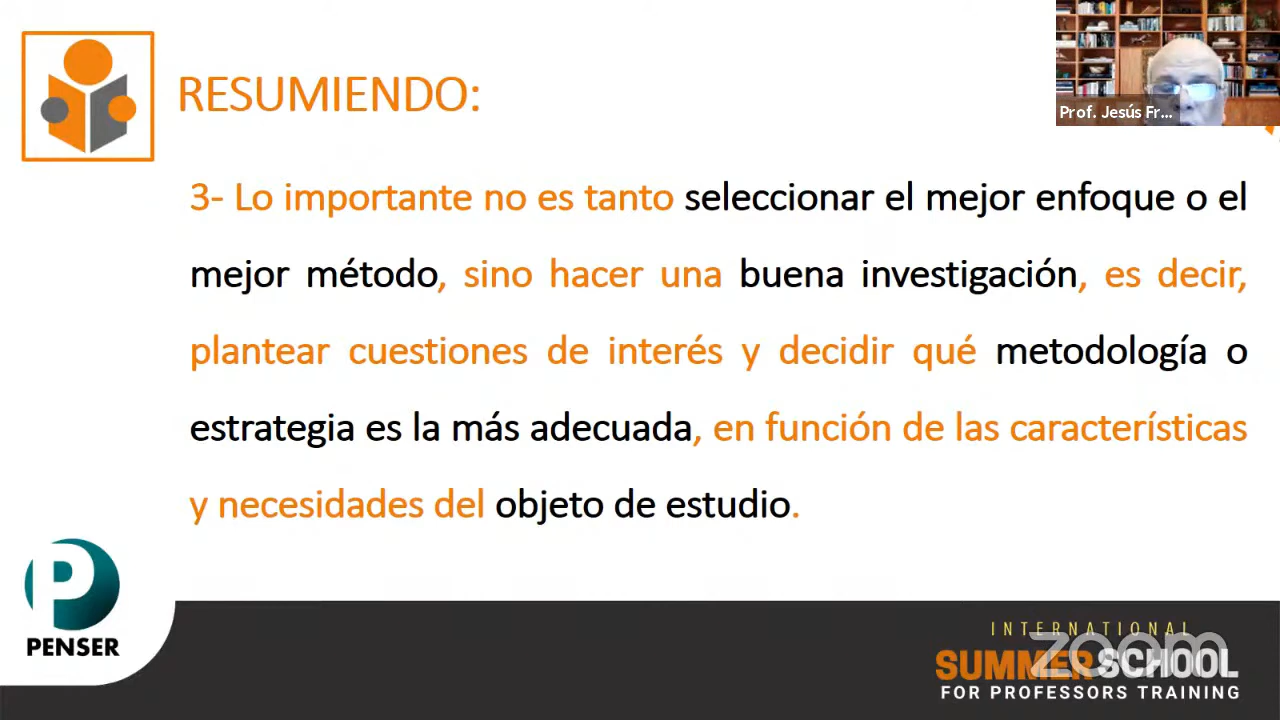 RESUMIENDO:
Prof. Jesús Fr...
3- Lo importante no es tanto seleccionar el mejor enfoque o el
mejor método, sino hacer una buena investigación, es decir,
plantear cuestiones de interés y decidir qué metodología o
estrategia es la más adecuada, en función de las características
y necesidades del objeto de estudio.
P
PENSER
INTERNATIONAL
zoom
SUMMER SCHOOL
FOR PROFESSORS TRAINING